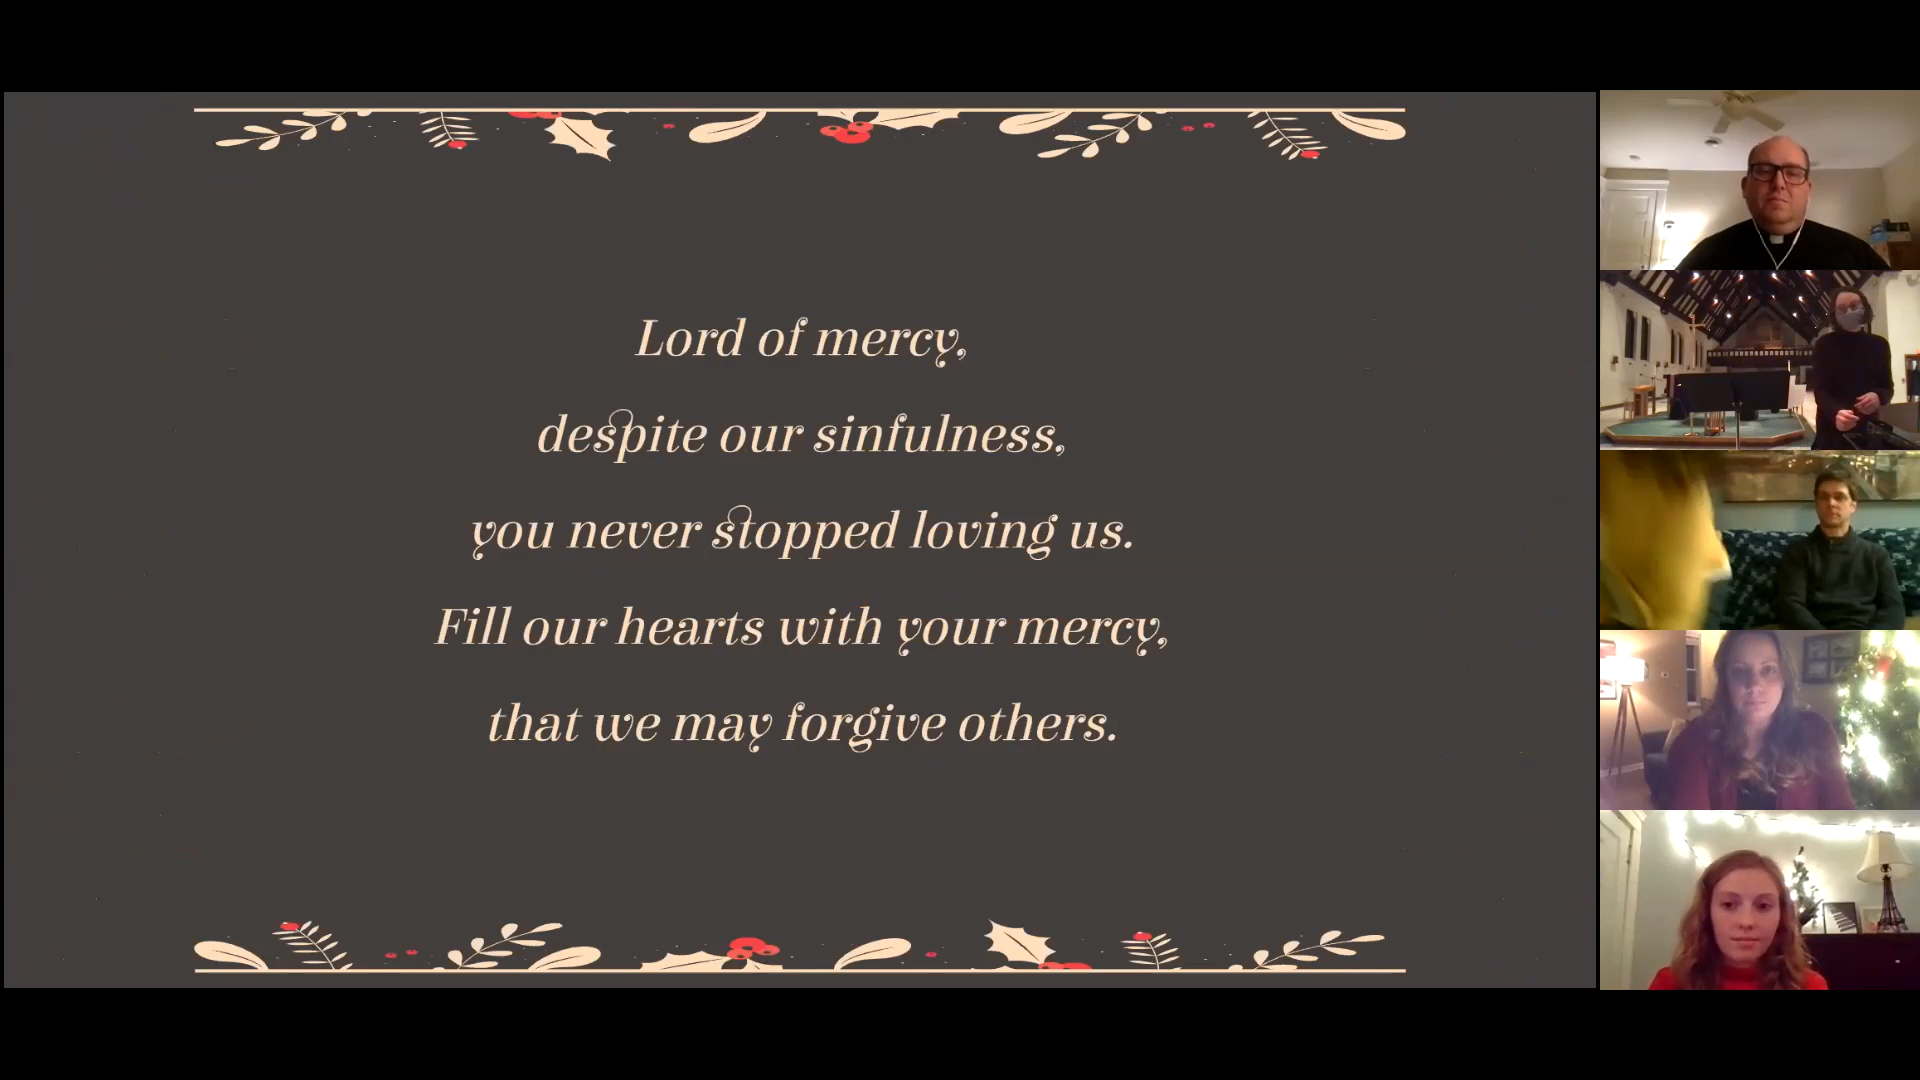 Lord of mercy,
despite our sinfulness,
you never stopped loving us.
Fill our hearts with your mercy,
that we may forgive others.